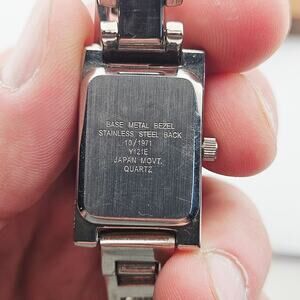 BASE METAL BEZEL
STAINLESS STEEL BACK
10/1971
Y121E
JAPAN MOVT.
QUARTZ